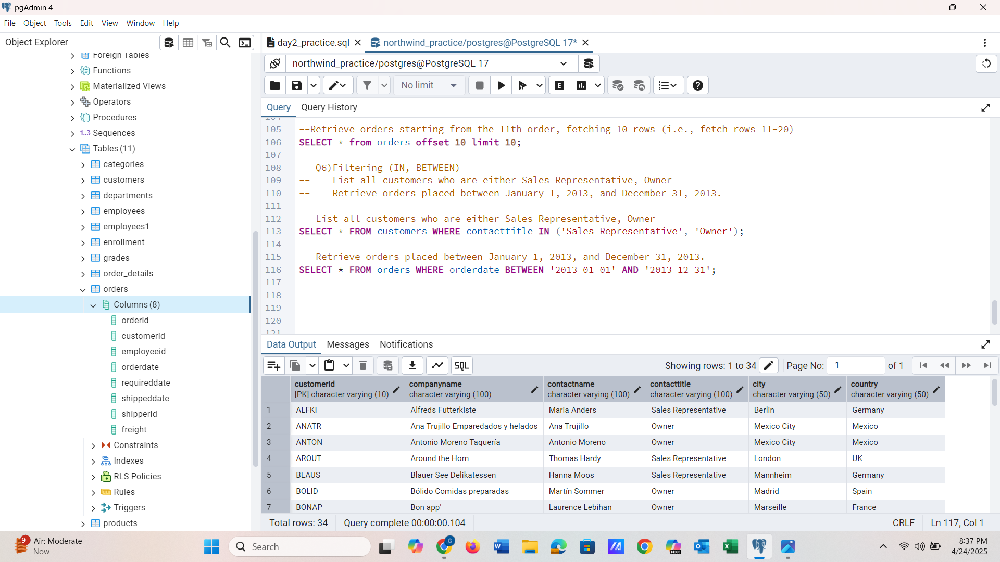 pgAdmin 4
File Object Tools Edit View Window Help
Object Explorer
Foreign Tables
Functions
Materialized Views
Operators
Procedures
1..3 Sequences
Tables (11)
categories
customers
departments
employees
employees1
enrollment
grades
order_details
orders
Columns (8)
orderid
customerid
employeeid
orderdate
requireddate
shippeddate
shipperid
freight
Constraints
Indexes
RLS Policies
Rules
Triggers
products
day2_practice.sql
northwind_practice/postgres@PostgreSQL 17*
northwind_practice/postgres@PostgreSQL 17
No limit
E
Query Query History
104
105 --Retrieve orders starting from the 11th order, fetching 10 rows (i.e., fetch rows 11-20)
106 SELECT * from orders offset 10 limit 10;
107
108 -- Q6)Filtering (IN, BETWEEN)
109 -- List all customers who are either Sales Representative, Owner
110 -- Retrieve orders placed between January 1, 2013, and December 31, 2013.
111
112 -- List all customers who are either Sales Representative, Owner
113 SELECT * FROM customers WHERE contacttitle IN ('Sales Representative', 'Owner');
114
115 -- Retrieve orders placed between January 1, 2013, and December 31, 2013.
116 SELECT * FROM orders WHERE orderdate BETWEEN '2013-01-01' AND '2013-12-31';
117
118
119
120
121
Data Output Messages Notifications
SQL
Showing rows: 1 to 34
Page No: 1 of 1
customerid companyname contactname contacttitle city country
[PK] character varying (10) character varying (100) character varying (100) character varying (100) character varying (50) character varying (50)
1 ALFKI Alfreds Futterkiste Maria Anders Sales Representative Berlin Germany
2 ANATR Ana Trujillo Emparedados y helados Ana Trujillo Owner Mexico City Mexico
3 ANTON Antonio Moreno Taquería Antonio Moreno Owner Mexico City Mexico
4 AROUT Around the Horn Thomas Hardy Sales Representative London UK
5 BLAUS Blauer See Delikatessen Hanna Moos Sales Representative Mannheim Germany
6 BOLID Bólido Comidas preparadas Martín Sommer Owner Madrid Spain
7 BONAP Bon app' Laurence Lebihan Owner Marseille France
Total rows: 34 Query complete 00:00:00.104 CRLF Ln 117, Col 1
9+ Air: Moderate
Now
Search
G
M365
8:37 PM
4/24/2025